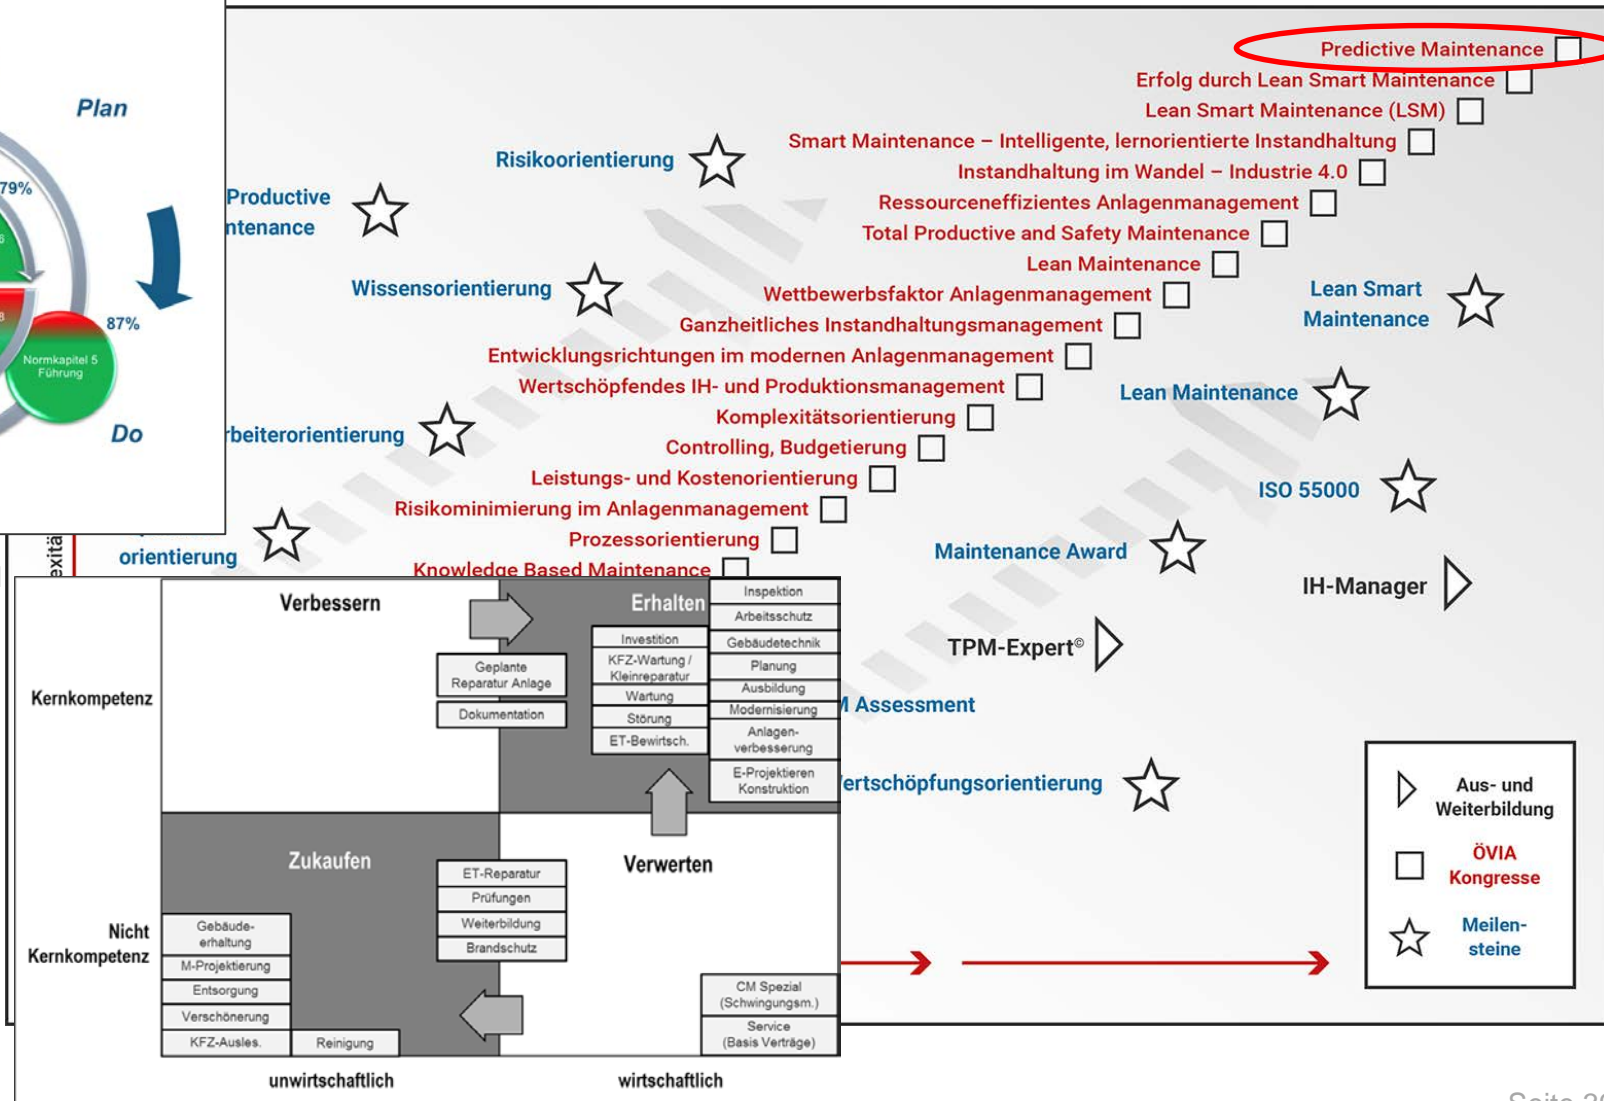 Plan
79%
87%
Normkapitel 5
Führung
Do
Predictive Maintenance
Erfolg durch Lean Smart Maintenance
Lean Smart Maintenance (LSM)
Smart Maintenance – Intelligente, lernorientierte Instandhaltung
Instandhaltung im Wandel – Industrie 4.0
Ressourceneffizientes Anlagenmanagement
Total Productive and Safety Maintenance
Lean Maintenance
Wettbewerbsfaktor Anlagenmanagement
Ganzheitliches Instandhaltungsmanagement
Entwicklungsrichtungen im modernen Anlagenmanagement
Wertschöpfendes IH- und Produktionsmanagement
Komplexitätsorientierung
Controlling, Budgetierung
Leistungs- und Kostenorientierung
Risikominimierung im Anlagenmanagement
Prozessorientierung
Knowledge Based Maintenance
Risikoorientierung
Productive
ntenance
Wissensorientierung
rbeiterorientierung
orientierung
exitä
Lean Smart
Maintenance
Lean Maintenance
ISO 55000
Maintenance Award
IH-Manager
TPM-Expert©
M Assessment
ertschöpfungsorientierung
Aus- und
Weiterbildung
ÖVIA
Kongresse
Meilen-
steine
Verbessern
Erhalten
Kernkompetenz
Geplante
Reparatur Anlage
Dokumentation
Investition
KFZ-Wartung /
Kleinreparatur
Wartung
Störung
ET-Bewirtsch.
Inspektion
Arbeitsschutz
Gebäudetechnik
Planung
Ausbildung
Modernisierung
Anlagen-
verbesserung
E-Projektieren
Konstruktion
Zukaufen
Verwerten
Nicht
Kernkompetenz
ET-Reparatur
Prüfungen
Weiterbildung
Brandschutz
Gebäude-
erhaltung
M-Projektierung
Entsorgung
Verschönerung
KFZ-Ausles.
Reinigung
CM Spezial
(Schwingungsm.)
Service
(Basis Verträge)
unwirtschaftlich
wirtschaftlich
Seite